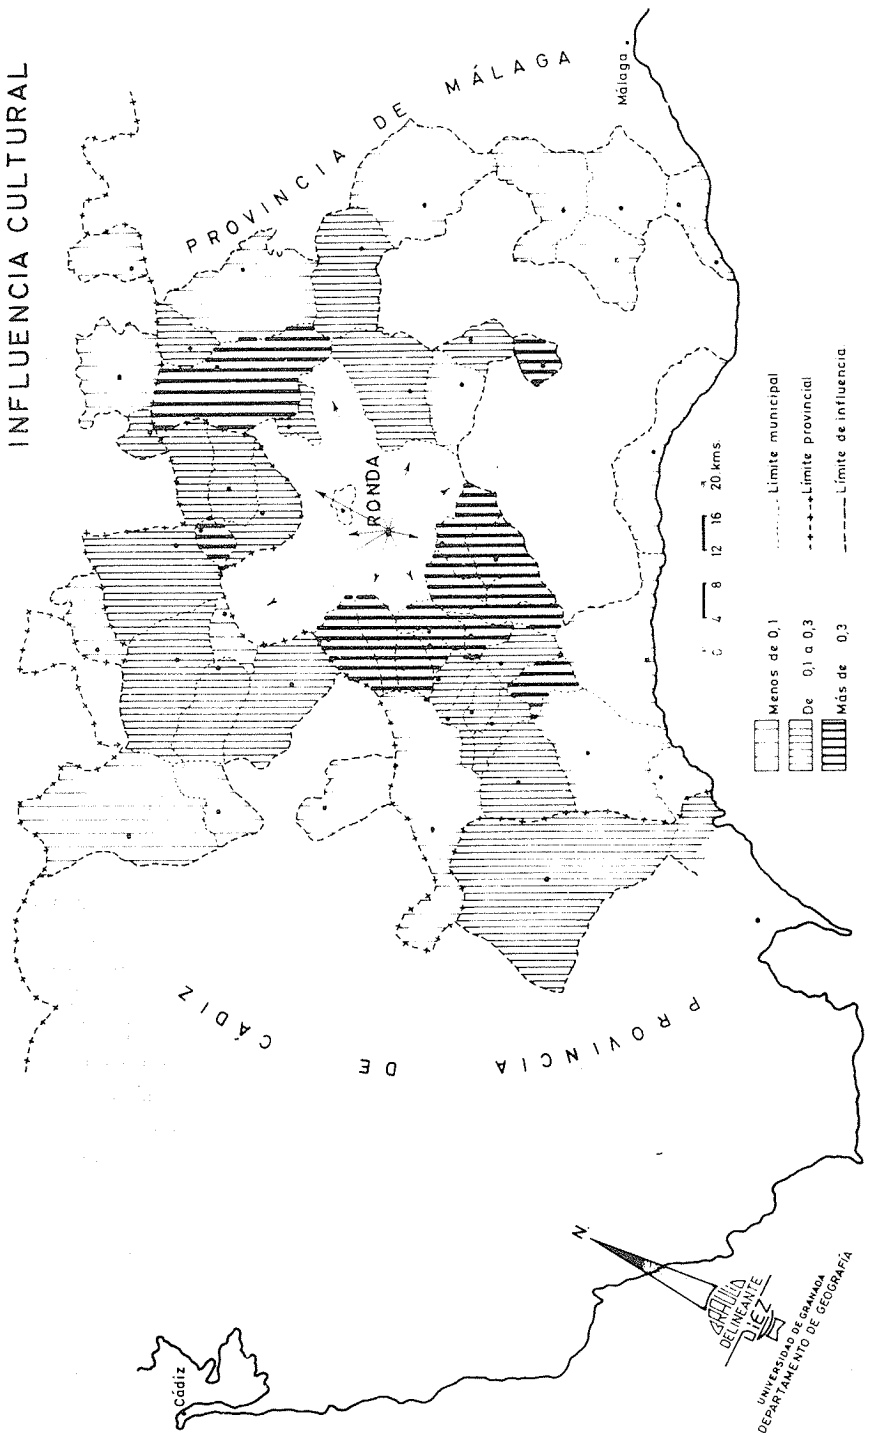 INFLUENCIA CULTURAL
PROVINCIA DE MÁLAGA
Málaga
RONDA
PROVINCIA DE CÁDIZ
Cádiz
N.
0 4 8 12 16 20 kms.
Menos de 0,1
De 0,1 a 0,3
Más de 0,3
Límite municipal
Límite provincial
Límite de influencia
BRAULIO
DELINEANTE
DIEZ
UNIVERSIDAD DE GRANADA
DEPARTAMENTO DE GEOGRAFÍA